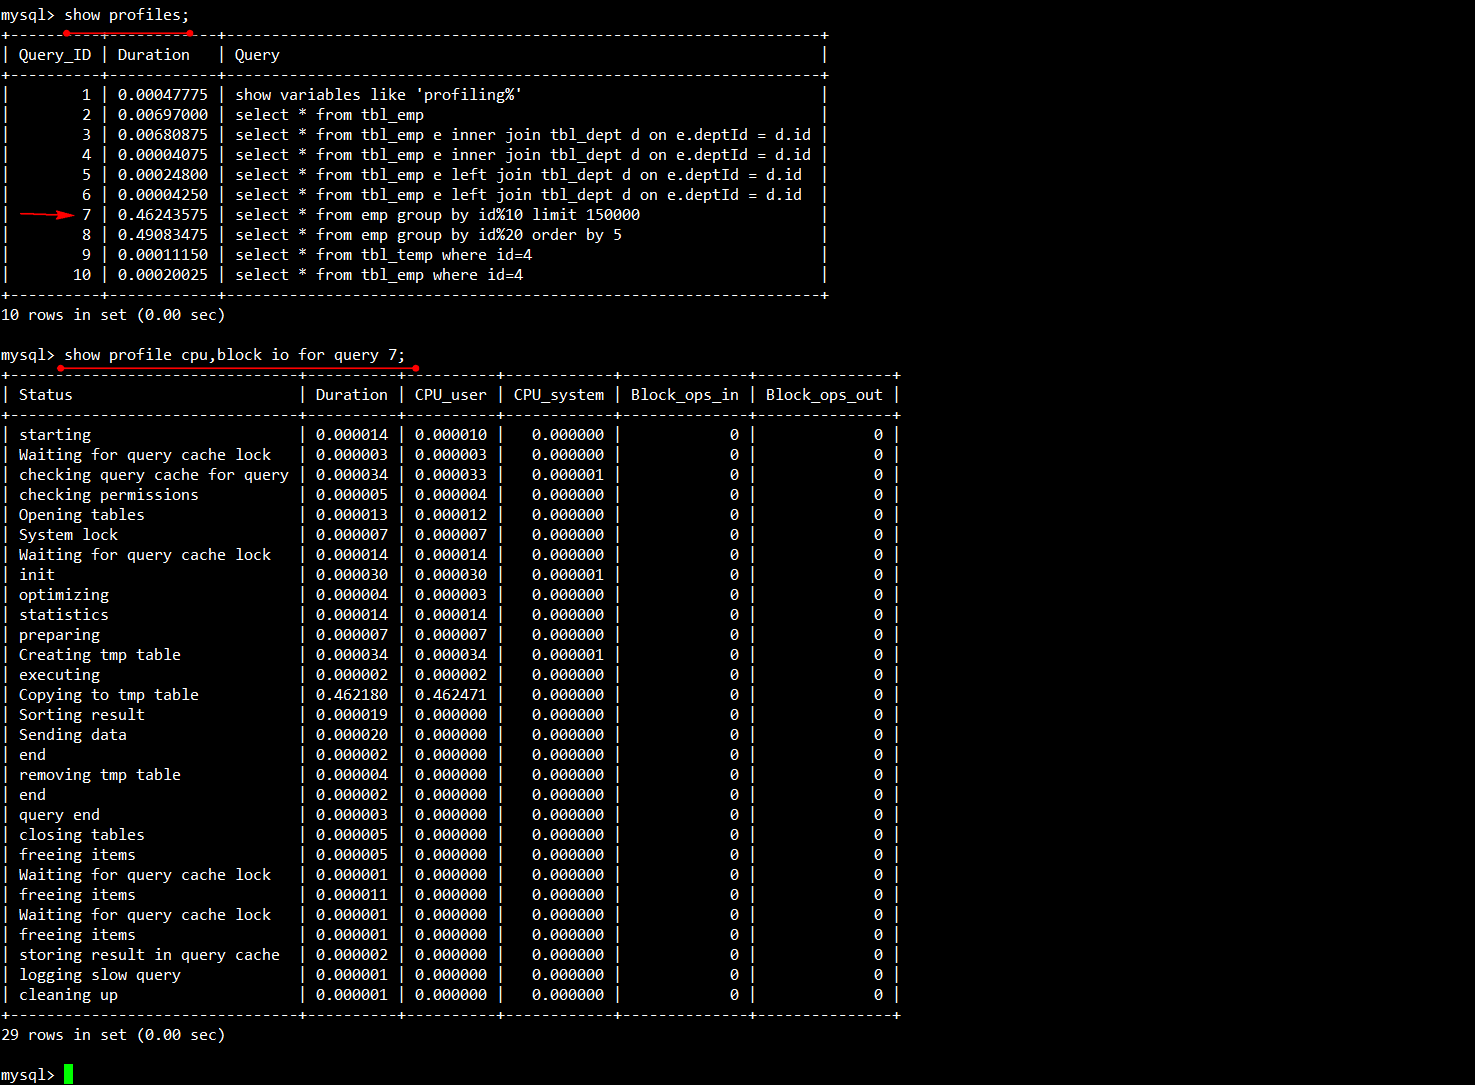 mysql> show profiles;
+----------+------------+------------------------------------------------------------------+
| Query_ID | Duration   | Query                                                            |
+----------+------------+------------------------------------------------------------------+
|        1 | 0.00047775 | show variables like 'profiling%'                                 |
|        2 | 0.00697000 | select * from tbl_emp                                            |
|        3 | 0.00680875 | select * from tbl_emp e inner join tbl_dept d on e.deptId = d.id |
|        4 | 0.00004075 | select * from tbl_emp e inner join tbl_dept d on e.deptId = d.id |
|        5 | 0.00024800 | select * from tbl_emp e left join tbl_dept d on e.deptId = d.id  |
|        6 | 0.00004250 | select * from tbl_emp e left join tbl_dept d on e.deptId = d.id  |
|        7 | 0.46243575 | select * from emp group by id%10 limit 150000                    |
|        8 | 0.49083475 | select * from emp group by id%20 order by 5                      |
|        9 | 0.00011150 | select * from tbl_temp where id=4                                |
|       10 | 0.00020025 | select * from tbl_emp where id=4                                 |
+----------+------------+------------------------------------------------------------------+
10 rows in set (0.00 sec)
mysql> show profile cpu,block io for query 7;
+--------------------------------+----------+----------+------------+--------------+---------------+
| Status                         | Duration | CPU_user | CPU_system | Block_ops_in | Block_ops_out |
+--------------------------------+----------+----------+------------+--------------+---------------+
| starting                       | 0.000014 | 0.000010 |   0.000000 |            0 |             0 |
| Waiting for query cache lock   | 0.000003 | 0.000003 |   0.000000 |            0 |             0 |
| checking query cache for query | 0.000034 | 0.000033 |   0.000001 |            0 |             0 |
| checking permissions           | 0.000005 | 0.000004 |   0.000000 |            0 |             0 |
| Opening tables                 | 0.000013 | 0.000012 |   0.000000 |            0 |             0 |
| System lock                    | 0.000007 | 0.000007 |   0.000000 |            0 |             0 |
| Waiting for query cache lock   | 0.000014 | 0.000014 |   0.000000 |            0 |             0 |
| init                           | 0.000030 | 0.000030 |   0.000001 |            0 |             0 |
| optimizing                     | 0.000004 | 0.000003 |   0.000000 |            0 |             0 |
| statistics                     | 0.000014 | 0.000014 |   0.000000 |            0 |             0 |
| preparing                      | 0.000007 | 0.000007 |   0.000000 |            0 |             0 |
| Creating tmp table             | 0.000034 | 0.000034 |   0.000001 |            0 |             0 |
| executing                      | 0.000002 | 0.000002 |   0.000000 |            0 |             0 |
| Copying to tmp table           | 0.462180 | 0.462471 |   0.000000 |            0 |             0 |
| Sorting result                 | 0.000019 | 0.000000 |   0.000000 |            0 |             0 |
| Sending data                   | 0.000020 | 0.000000 |   0.000000 |            0 |             0 |
| end                            | 0.000002 | 0.000000 |   0.000000 |            0 |             0 |
| removing tmp table             | 0.000004 | 0.000000 |   0.000000 |            0 |             0 |
| end                            | 0.000002 | 0.000000 |   0.000000 |            0 |             0 |
| query end                      | 0.000003 | 0.000000 |   0.000000 |            0 |             0 |
| closing tables                 | 0.000005 | 0.000000 |   0.000000 |            0 |             0 |
| freeing items                  | 0.000005 | 0.000000 |   0.000000 |            0 |             0 |
| Waiting for query cache lock   | 0.000001 | 0.000000 |   0.000000 |            0 |             0 |
| freeing items                  | 0.000011 | 0.000000 |   0.000000 |            0 |             0 |
| Waiting for query cache lock   | 0.000001 | 0.000000 |   0.000000 |            0 |             0 |
| freeing items                  | 0.000001 | 0.000000 |   0.000000 |            0 |             0 |
| storing result in query cache  | 0.000002 | 0.000000 |   0.000000 |            0 |             0 |
| logging slow query             | 0.000001 | 0.000000 |   0.000000 |            0 |             0 |
| cleaning up                    | 0.000001 | 0.000000 |   0.000000 |            0 |             0 |
+--------------------------------+----------+----------+------------+--------------+---------------+
29 rows in set (0.00 sec)
mysql>